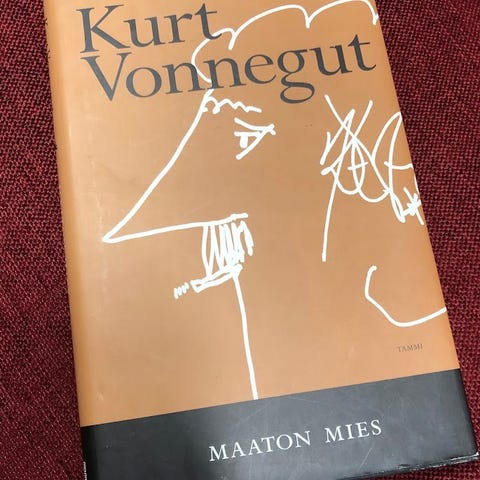 Kurt
Vonnegut
TAMMI
MAATON MIES